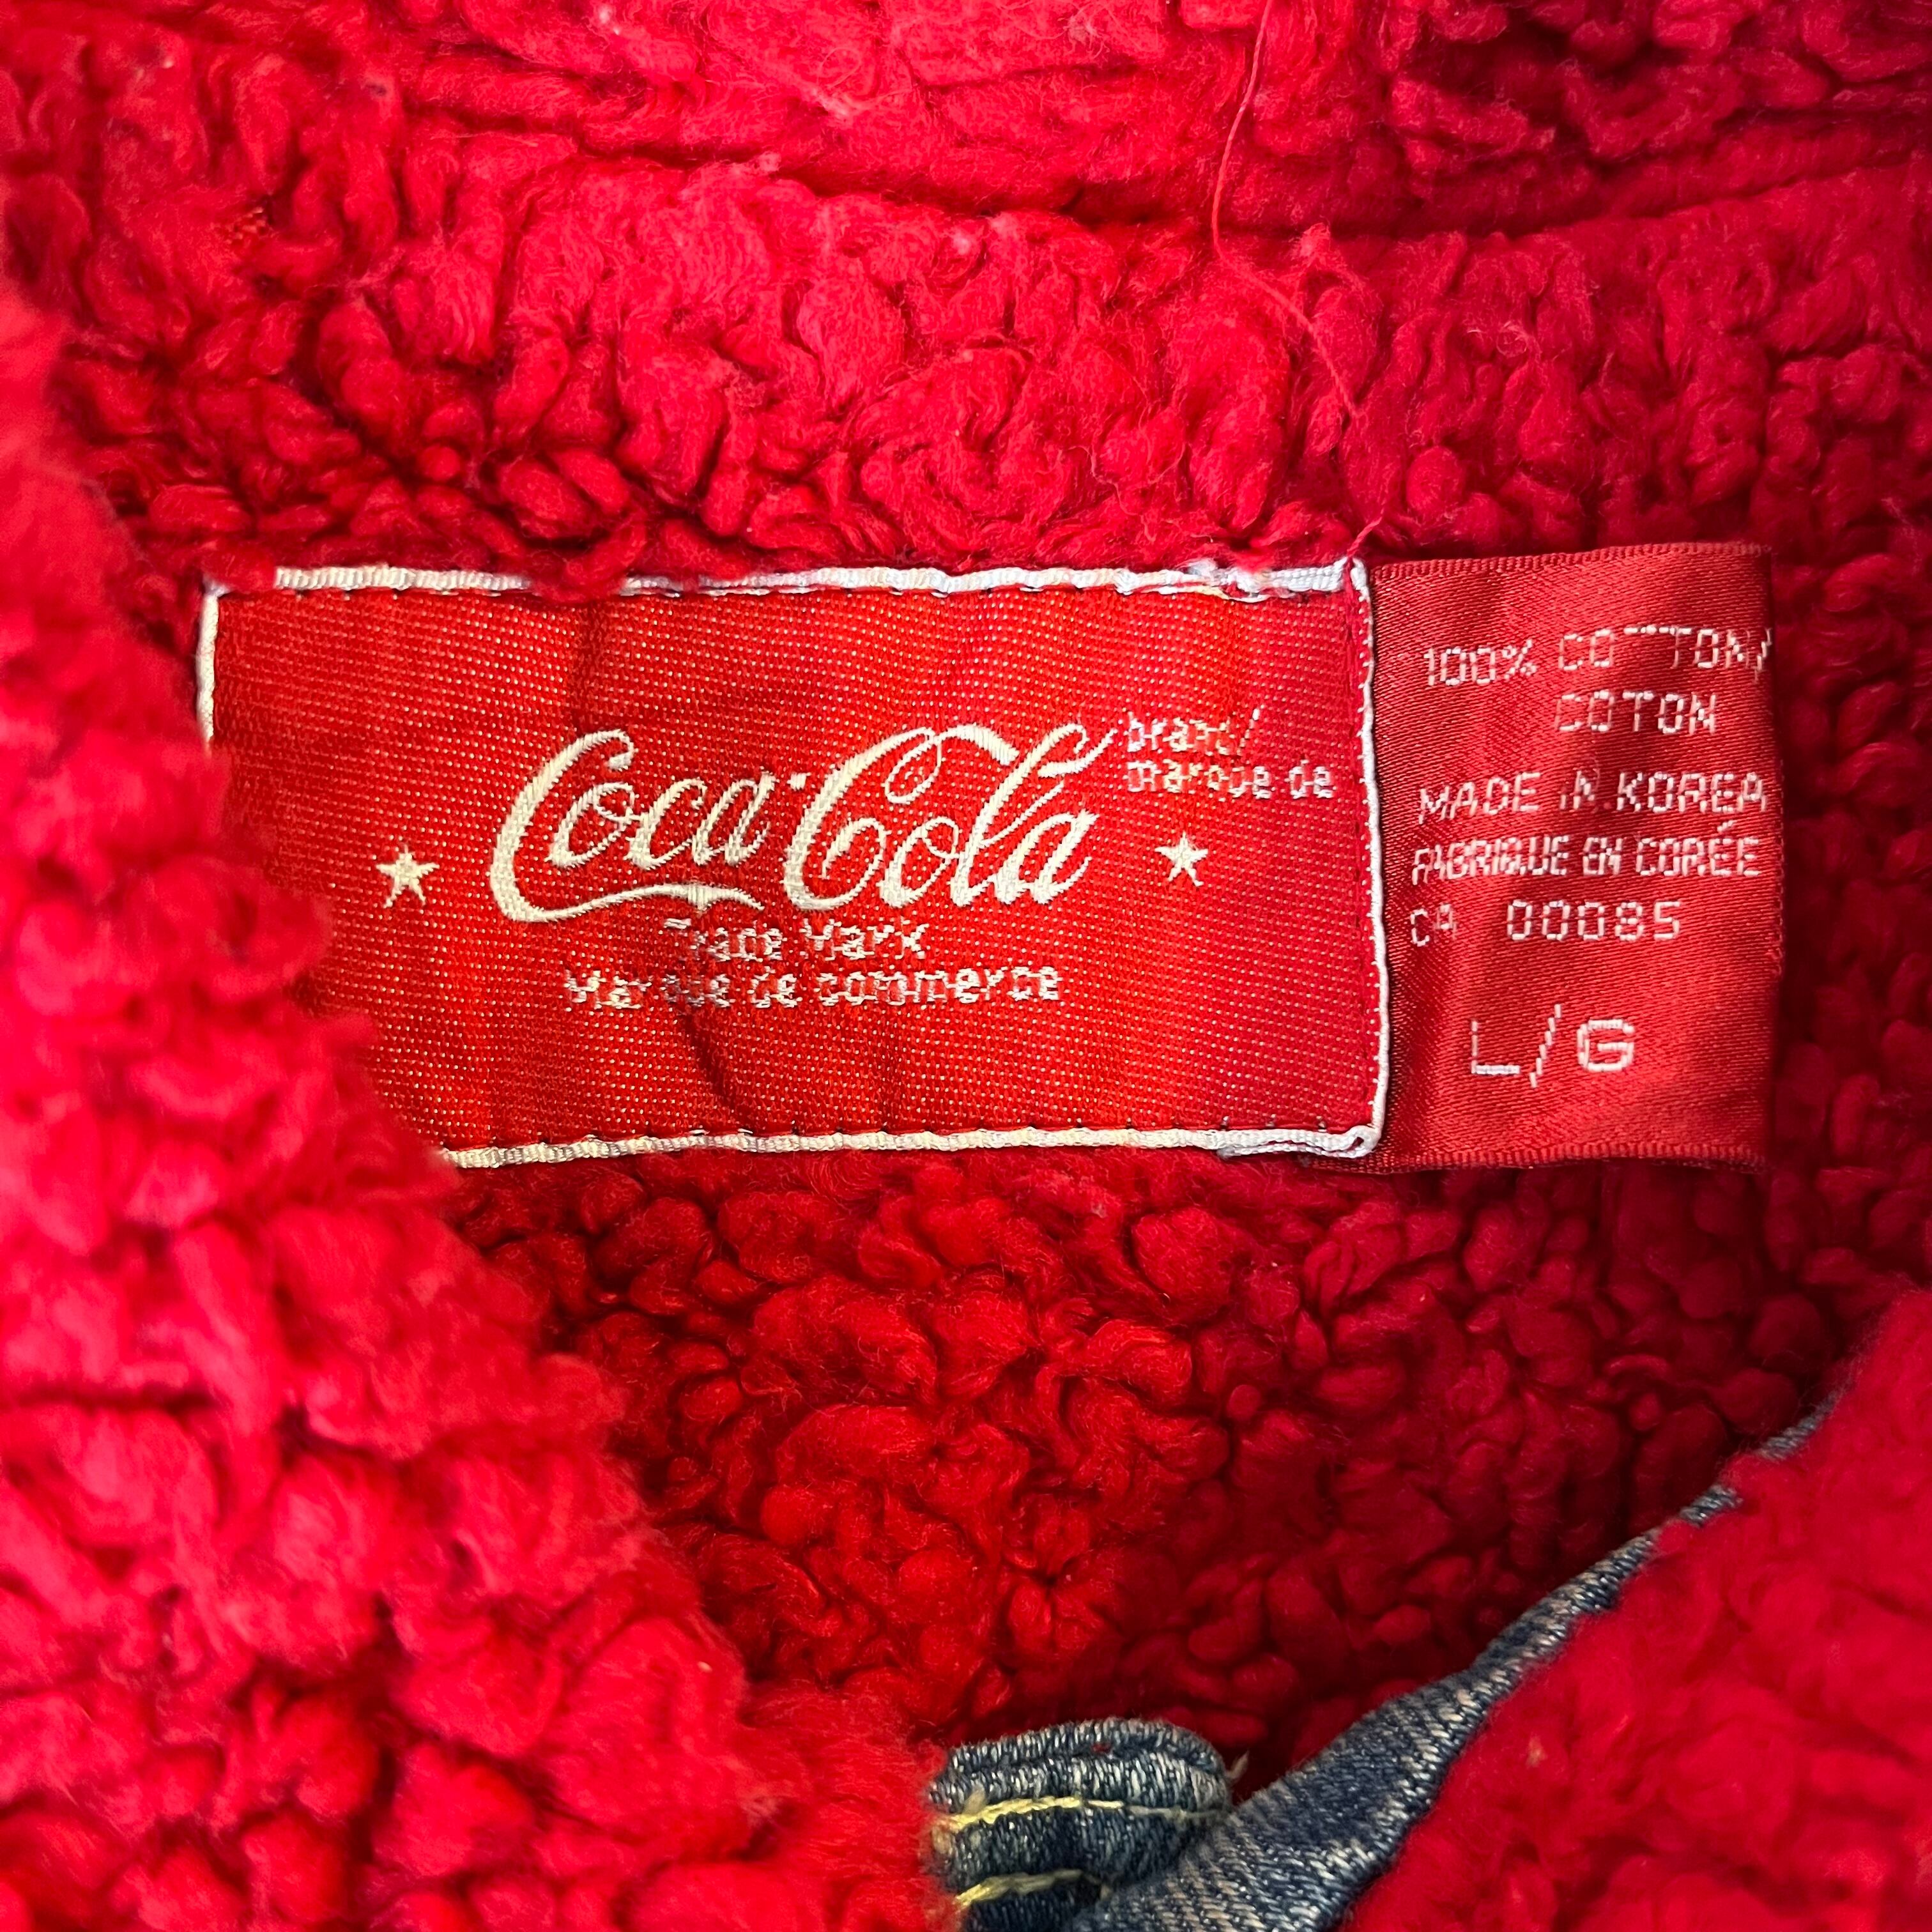 Coca-Cola
brand/
marque de
Trade Mark
Marque de commerce
100% COTTON/
COTON
MADE IN KOREA
FABRIQUE EN CORÉE
CA 00085
L/G